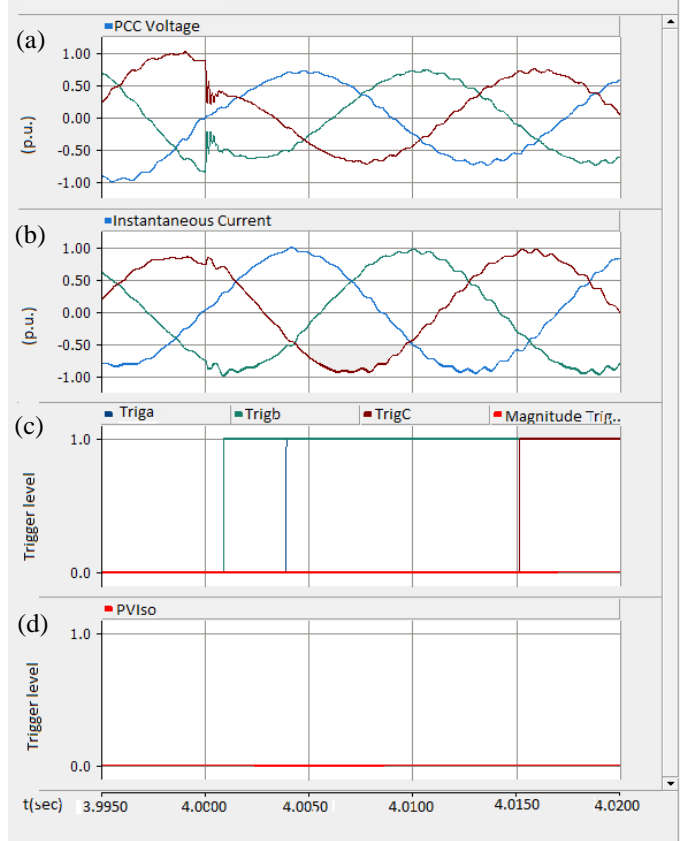 PCC Voltage
(a)
1.00
0.50
0.00
-0.50
-1.00
(p.u.)
Instantaneous Current
(b)
1.00
0.50
0.00
-0.50
-1.00
(p.u.)
Triga Trigb TrigC Magnitude Trig..
(c)
1.0
0.0
Trigger level
PVIso
(d)
1.0
0.0
Trigger level
t(sec) 3.9950 4.0000 4.0050 4.0100 4.0150 4.0200